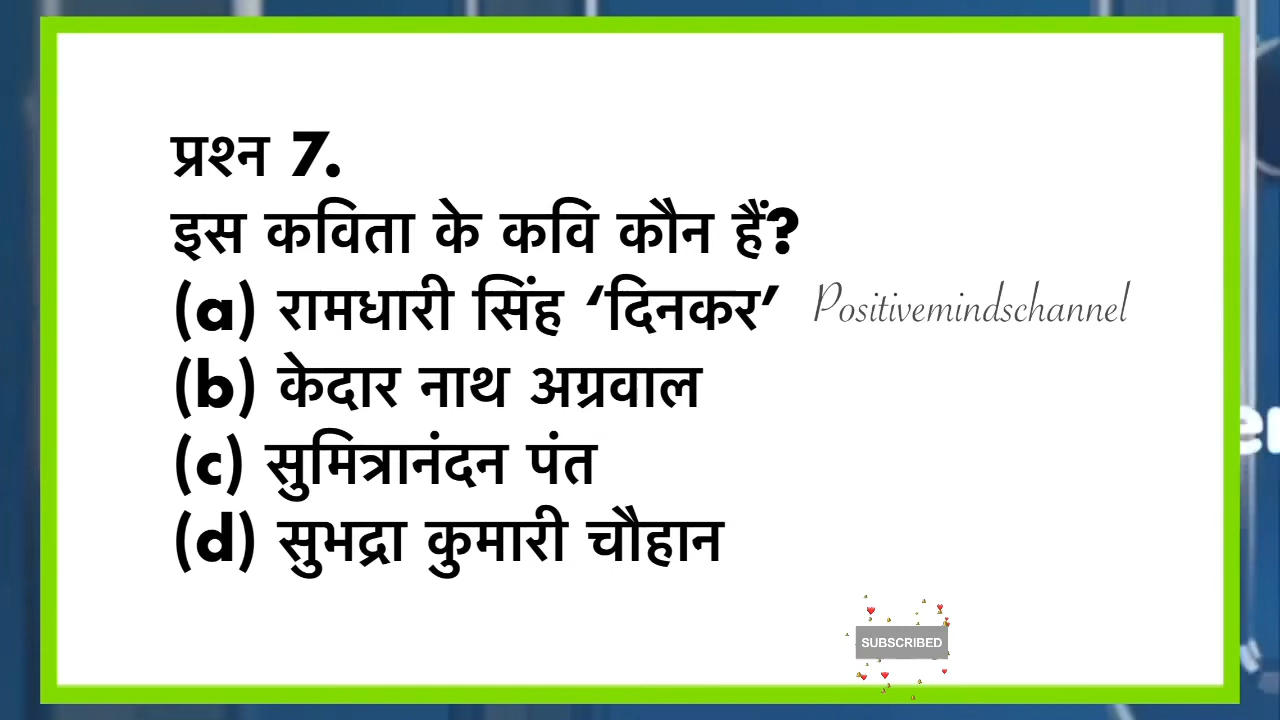 प्रश्न 7.
इस कविता के कवि कौन हैं?
(a) रामधारी सिंह ‘दिनकर’
Positivemindschannel
(b) केदार नाथ अग्रवाल
(c) सुमित्रानंदन पंत
(d) सुभद्रा कुमारी चौहान
SUBSCRIBED